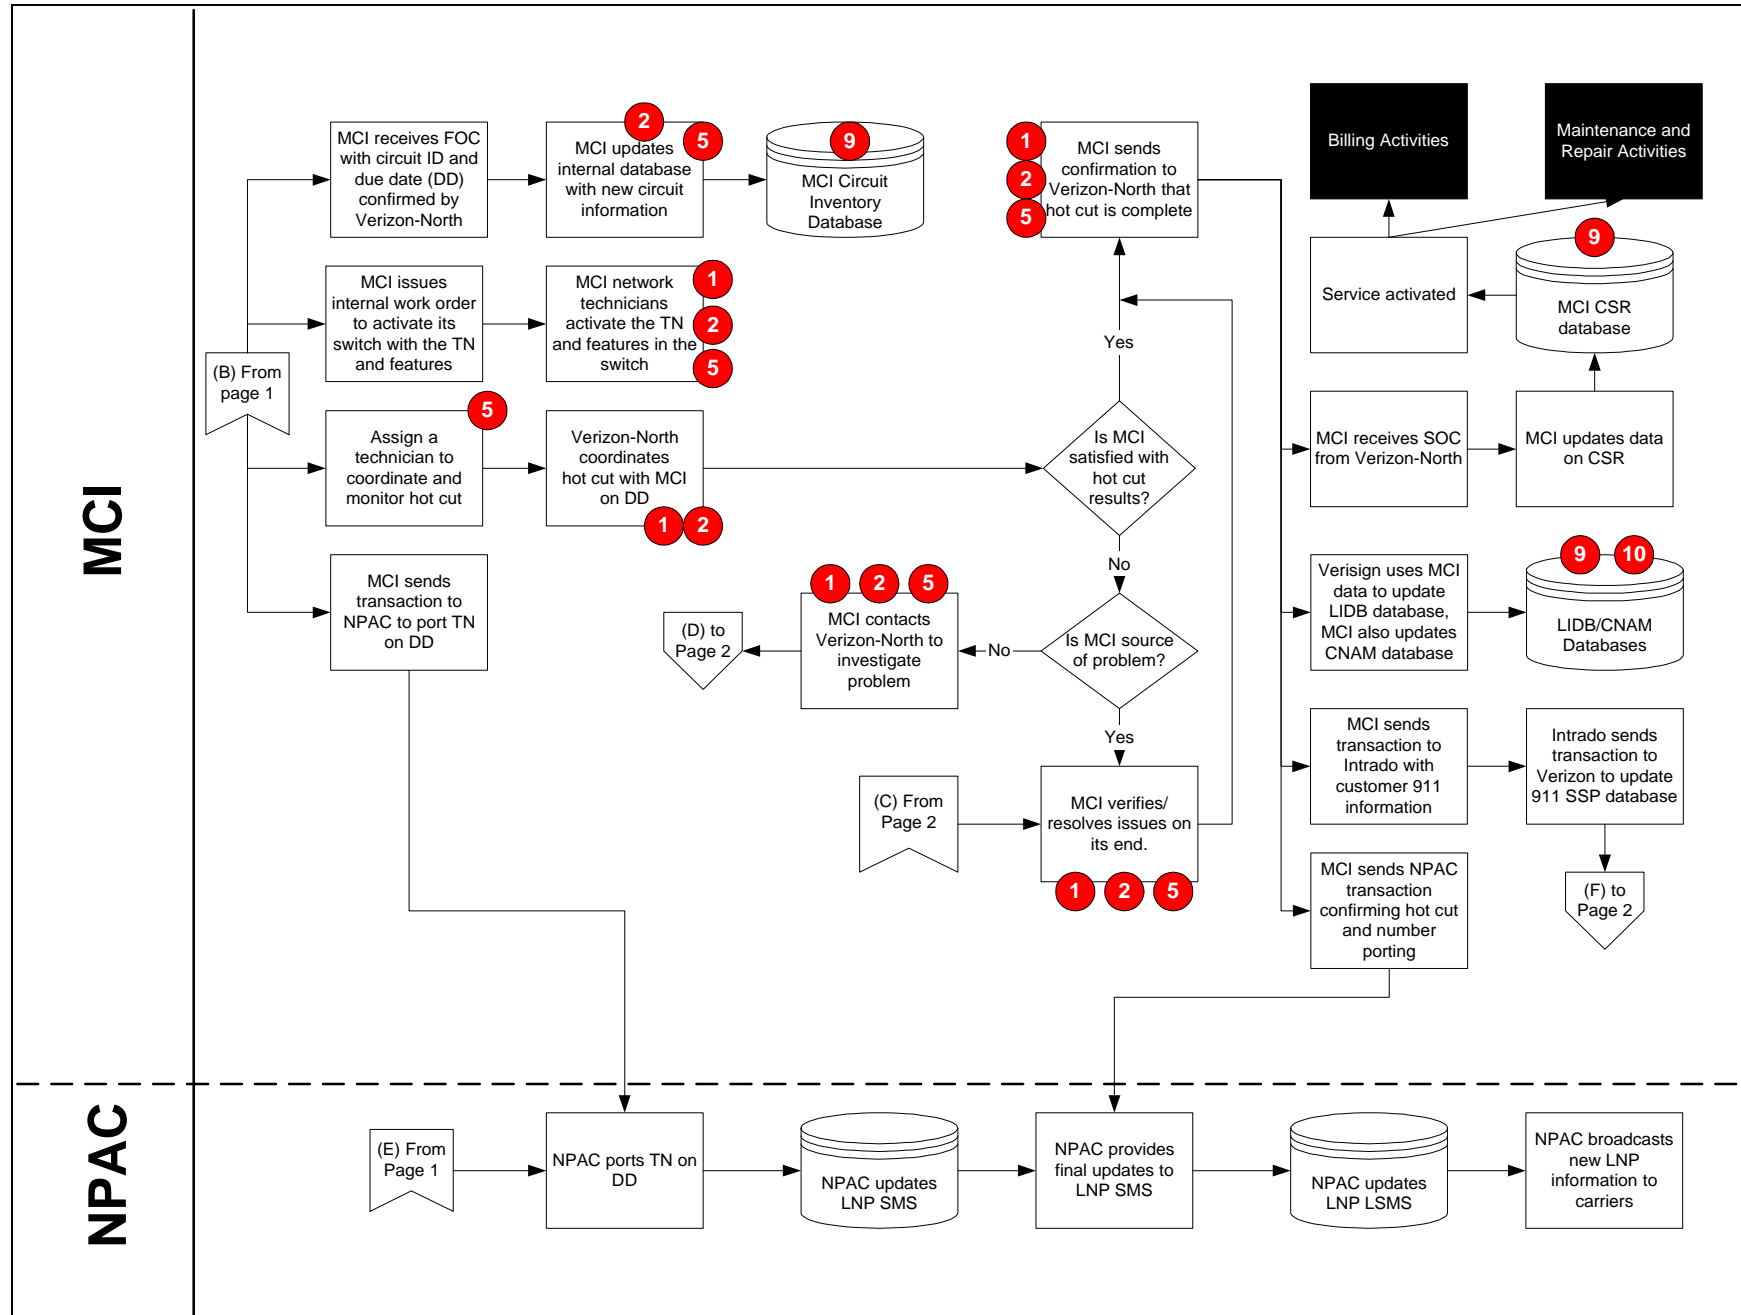 MCI
(B) From
page 1
MCI receives FOC
with circuit ID and
due date (DD)
confirmed by
Verizon-North
2
5
MCI updates
internal database
with new circuit
information
9
MCI Circuit
Inventory
Database
MCI issues
internal work order
to activate its
switch with the TN
and features
1
2
5
MCI network
technicians
activate the TN
and features in the
switch
5
Assign a
technician to
coordinate and
monitor hot cut
Verizon-North
coordinates
hot cut with MCI
on DD
1
2
MCI sends
transaction to
NPAC to port TN
on DD
1
2
5
MCI sends
confirmation to
Verizon-North that
hot cut is complete
Yes
Is MCI
satisfied with
hot cut
results?
No
Is MCI source
of problem?
No
1
2
5
MCI contacts
Verizon-North to
investigate
problem
(D) to
Page 2
Yes
(C) From
Page 2
MCI verifies/
resolves issues on
its end.
1
2
5
Billing Activities
Maintenance and
Repair Activities
Service activated
9
MCI CSR
database
MCI receives SOC
from Verizon-North
MCI updates data
on CSR
Verisign uses MCI
data to update
LIDB database,
MCI also updates
CNAM database
9
10
LIDB/CNAM
Databases
MCI sends
transaction to
Intrado with
customer 911
information
Intrado sends
transaction to
Verizon to update
911 SSP database
(F) to
Page 2
MCI sends NPAC
transaction
confirming hot cut
and number
porting
NPAC
(E) From
Page 1
NPAC ports TN on
DD
NPAC updates
LNP SMS
NPAC provides
final updates to
LNP SMS
NPAC updates
LNP LSMS
NPAC broadcasts
new LNP
information to
carriers